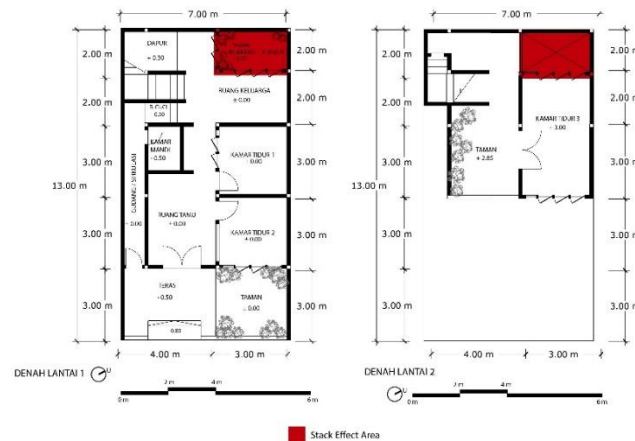 7.00 m
2.00 m
2.00 m
3.00 m
3.00 m
3.00 m
13.00 m
DAPUR
+ 0.30
RUANG KELUARGA
± 0.00
KAMAR MANDI
- 0.50
KAMAR TIDUR 1
RUANG TAMU
KAMAR TIDUR 2
± 0.00
TERAS
- 0.50
TAMAN
± 0.00
2.00 m
2.00 m
3.00 m
3.00 m
3.00 m
4.00 m
3.00 m
DENAH LANTAI 1
U
0 m
2 m
4 m
6 m
7.00 m
2.00 m
2.00 m
3.00 m
3.00 m
3.00 m
13.00 m
KAMAR TIDUR 3
TAMAN
+ 2.85
2.00 m
2.00 m
3.00 m
3.00 m
3.00 m
4.00 m
3.00 m
DENAH LANTAI 2
U
0 m
2 m
4 m
6 m
Stack Effect Area